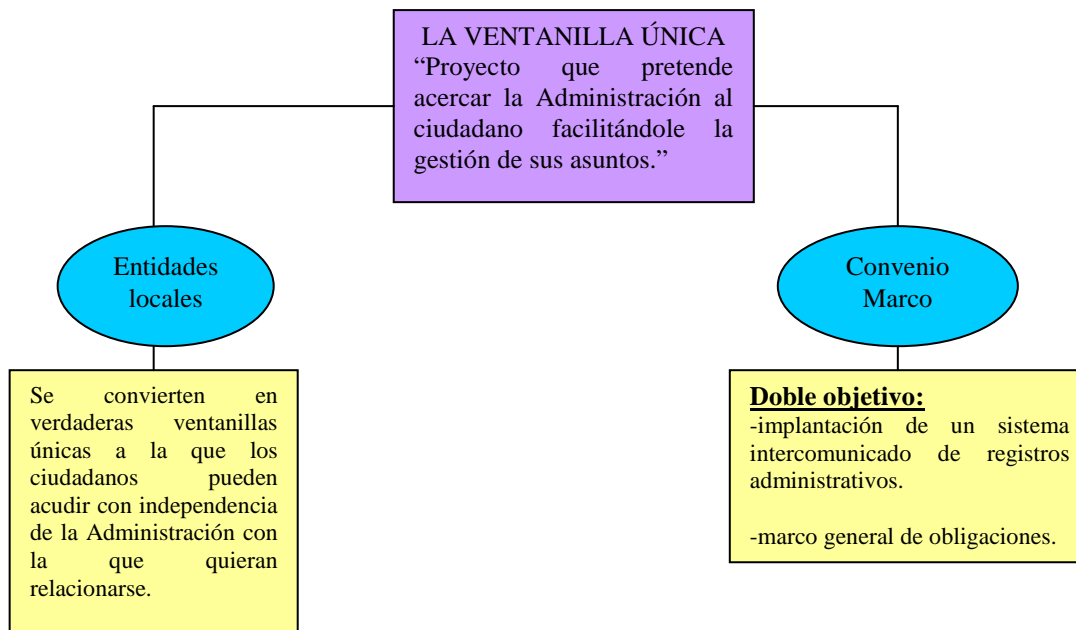 LA VENTANILLA ÚNICA
“Proyecto que pretende
acercar la Administración al
ciudadano facilitándole la
gestión de sus asuntos.”
Entidades
locales
Convenio
Marco
Se convierten en
verdaderas ventanillas
únicas a la que los
ciudadanos pueden
acudir con independencia
de la Administración con
la que quieran
relacionarse.
Doble objetivo:
-implantación de un sistema
intercomunicado de registros
administrativos.
-marco general de obligaciones.